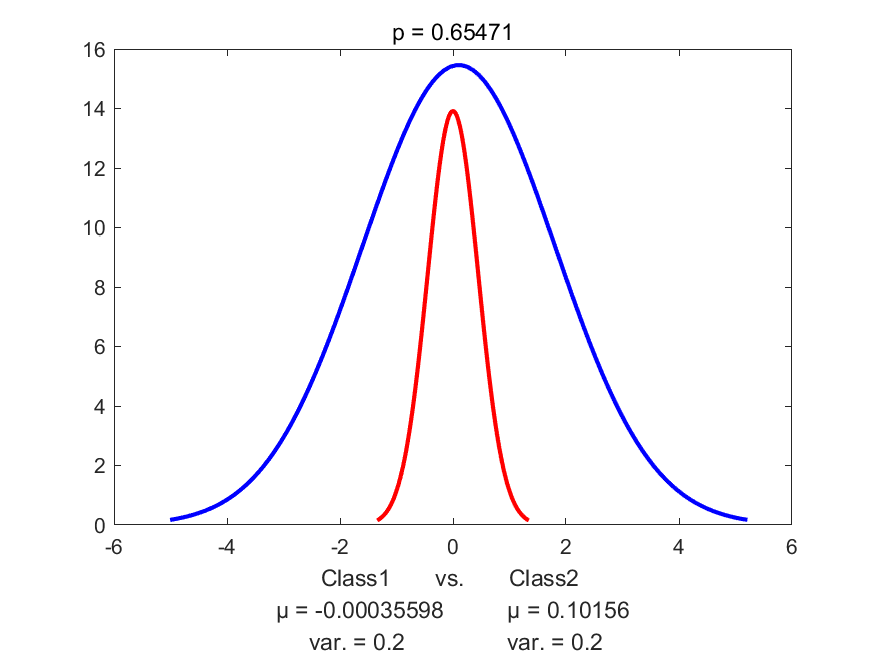 p = 0.65471
16
14
12
10
8
6
4
2
0
-6 -4 -2 0 2 4 6
Class1 vs. Class2
μ = -0.00035598 μ = 0.10156
var. = 0.2 var. = 0.2